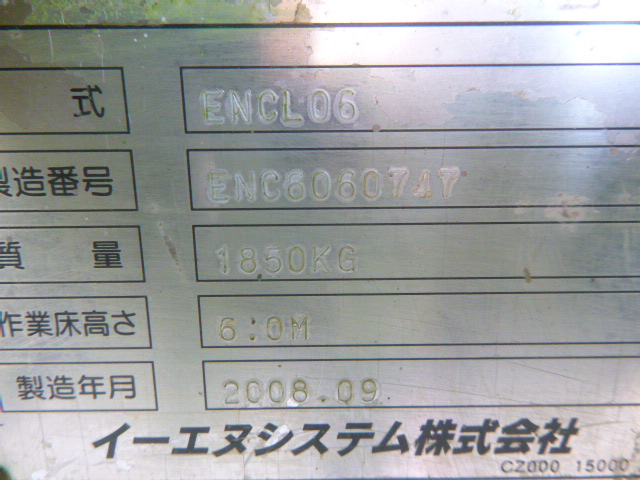 式 ENCL06
製造番号 ENC6060747
質量 1850KG
作業床高さ 6:0M
製造年月 2008.09
イーエヌシステム株式会社
CZ000 15000